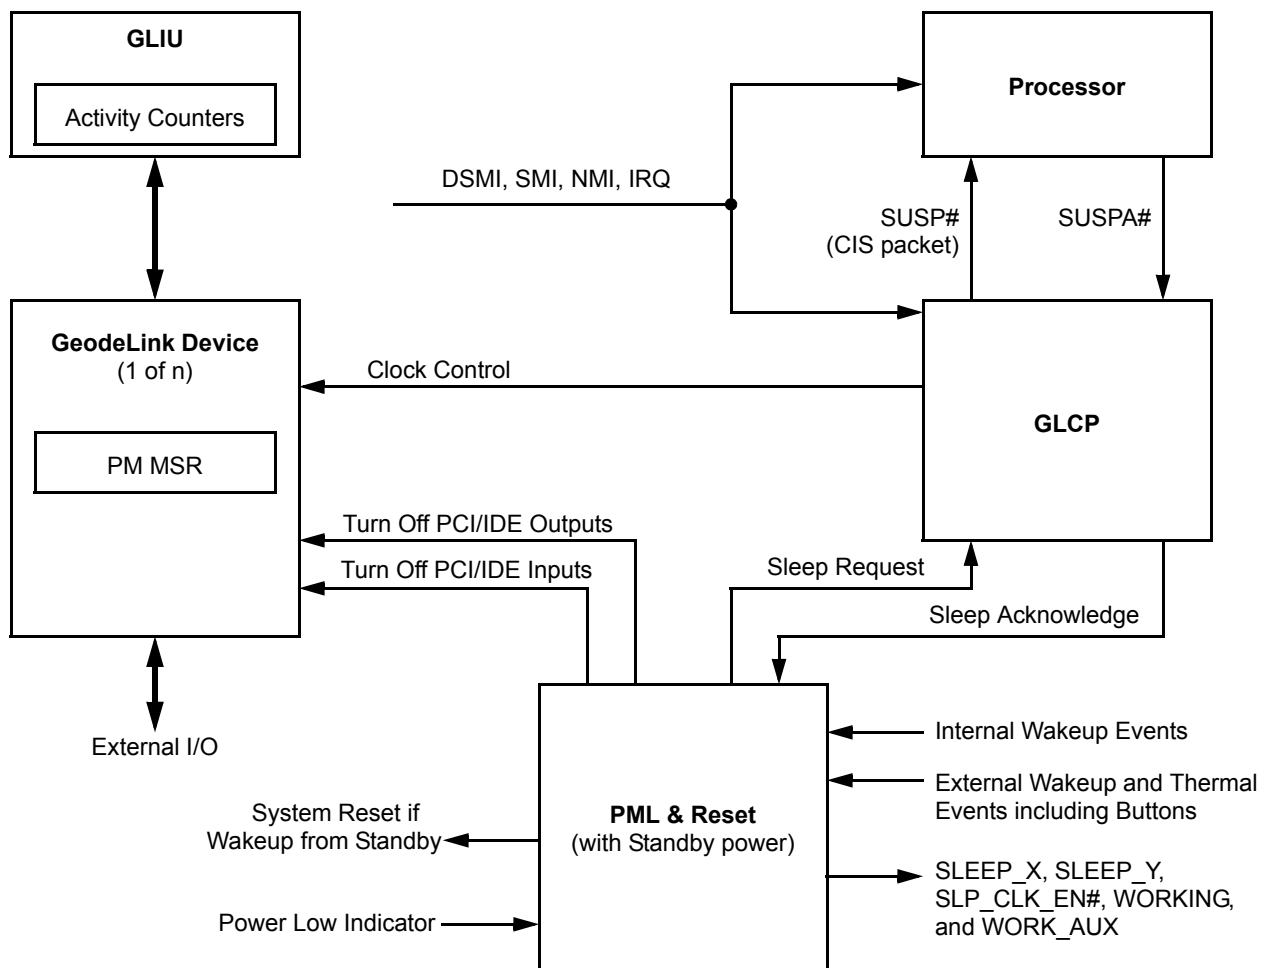 GLIU
Activity Counters
Processor
DSMI, SMI, NMI, IRQ
SUSP#
(CIS packet)
SUSPA#
GeodeLink Device
(1 of n)
PM MSR
Clock Control
GLCP
Turn Off PCI/IDE Outputs
Turn Off PCI/IDE Inputs
Sleep Request
Sleep Acknowledge
External I/O
PML & Reset
(with Standby power)
Internal Wakeup Events
External Wakeup and Thermal
Events including Buttons
System Reset if
Wakeup from Standby
Power Low Indicator
SLEEP_X, SLEEP_Y,
SLP_CLK_EN#, WORKING,
and WORK_AUX